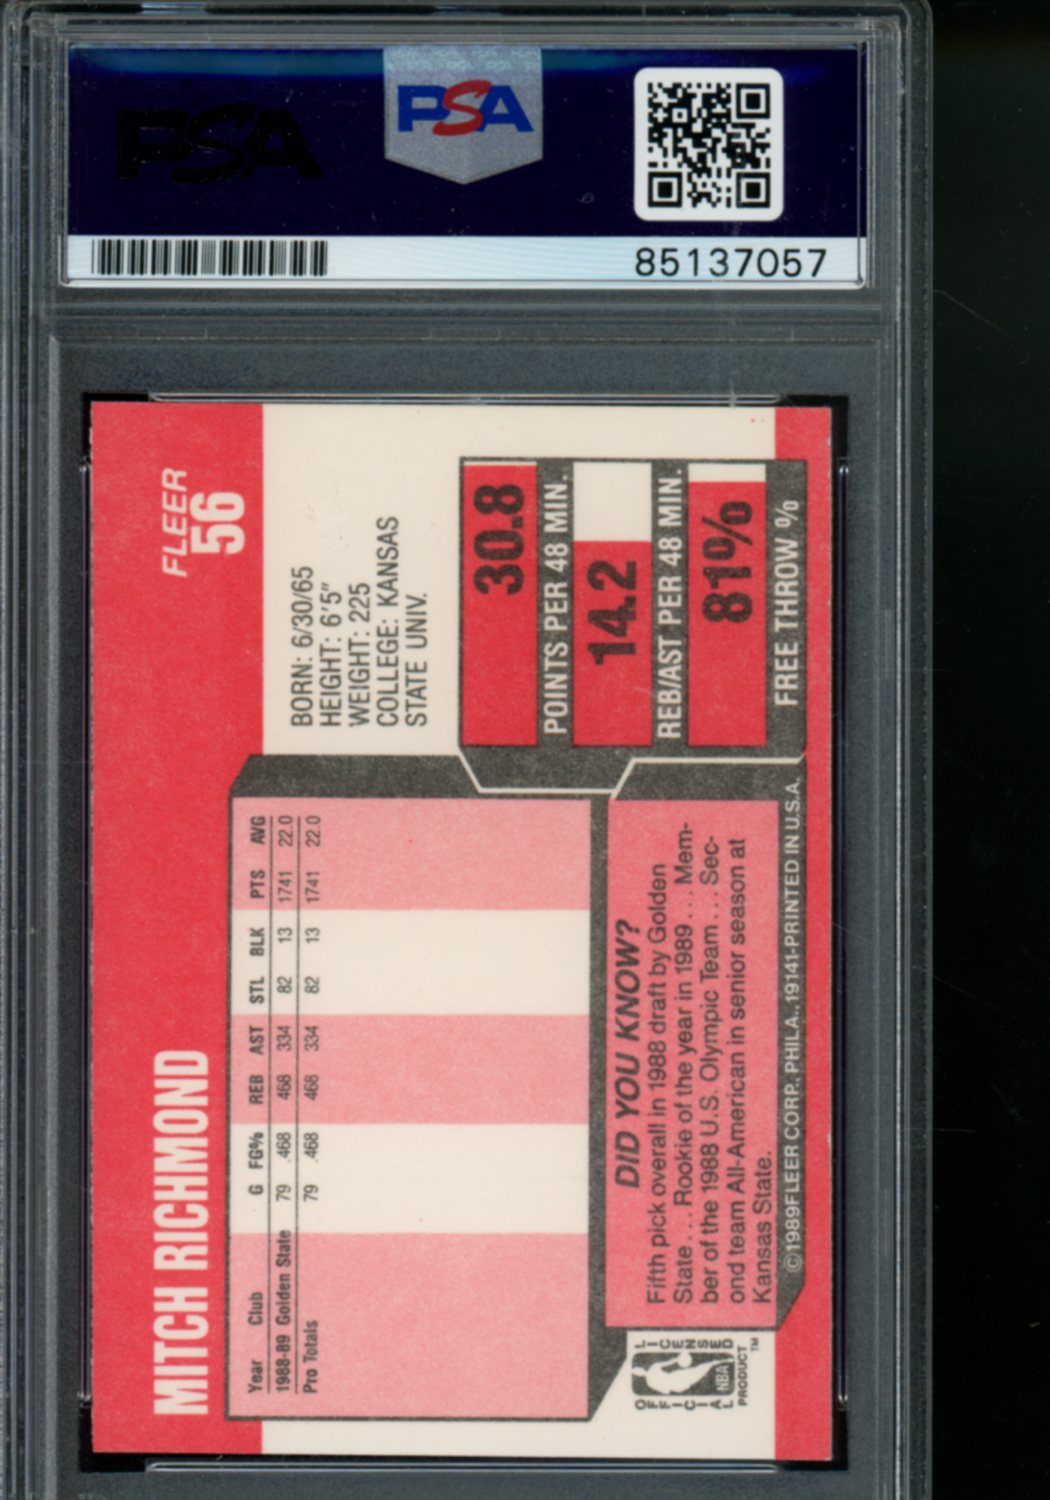 PSA
PSA
85137057
FLEER
56
MITCH RICHMOND
BORN: 6/30/65
HEIGHT: 6'5"
WEIGHT: 225
COLLEGE: KANSAS
STATE UNIV.
Year Club G FG% REB AST STL BLK PTS AVG
1988-89 Golden State 79 .468 468 334 82 13 1741 22.0
Pro Totals 79 .468 468 334 82 13 1741 22.0
30.8
POINTS PER 48 MIN.
14.2
REB/AST PER 48 MIN.
81%
FREE THROW %
DID YOU KNOW?
Fifth pick overall in 1988 draft by Golden
State...Rookie of the year in 1989...Mem-
ber of the 1988 U.S. Olympic Team...Sec-
ond team All-American in senior season at
Kansas State.
OFFICIAL LICENSED
NBA
PRODUCT™
©1989 FLEER CORP., PHILA., 19141-PRINTED IN U.S.A.